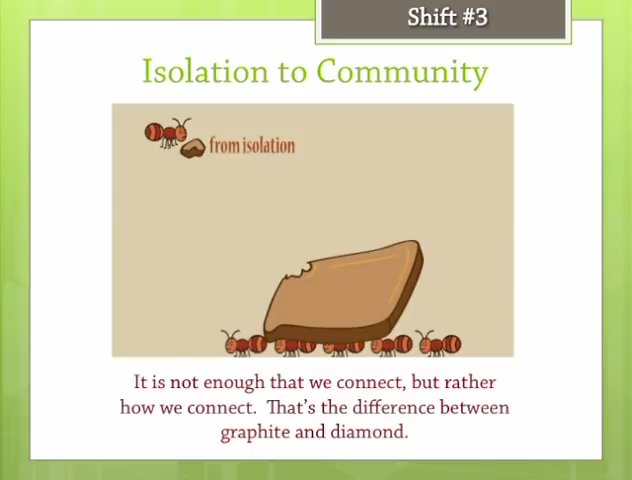 Shift #3
Isolation to Community
from isolation
It is not enough that we connect, but rather
how we connect.  That's the difference between
graphite and diamond.